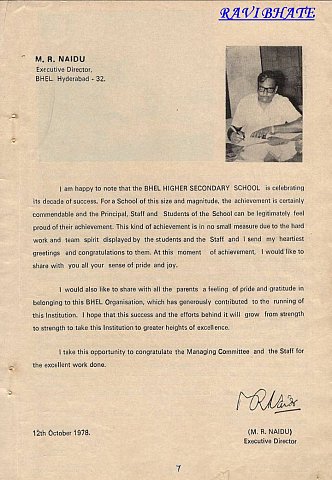 RAVIBHATE
M. R. NAIDU
Executive Director,
BHEL. Hyderabad - 32.
I am happy to note that the BHEL HIGHER SECONDARY SCHOOL is celebrating
its decade of success. For a School of this size and magnitude, the achievement is certainly
commendable and the Principal, Staff and Students of the School can be legitimately feel
proud of their achievement. This kind of achievement is in no small measure due to the hard
work and team spirit displayed by the students and the Staff and I send my heartiest
greetings and congratulations to them. At this moment of achievement, I would like to
share with you all your sense of pride and joy.
I would also like to share with all the parents a feeling of pride and gratitude in
belonging to this BHEL Organisation, which has generously contributed to the running of
this Institution. I hope that this success and the efforts behind it will grow from strength
to strength to take this Institution to greater heights of excellence.
I take this opportunity to congratulate the Managing Committee and the Staff for
the excellent work done.
MRNaidu
12th October 1978.
(M. R. NAIDU)
Executive Director
7